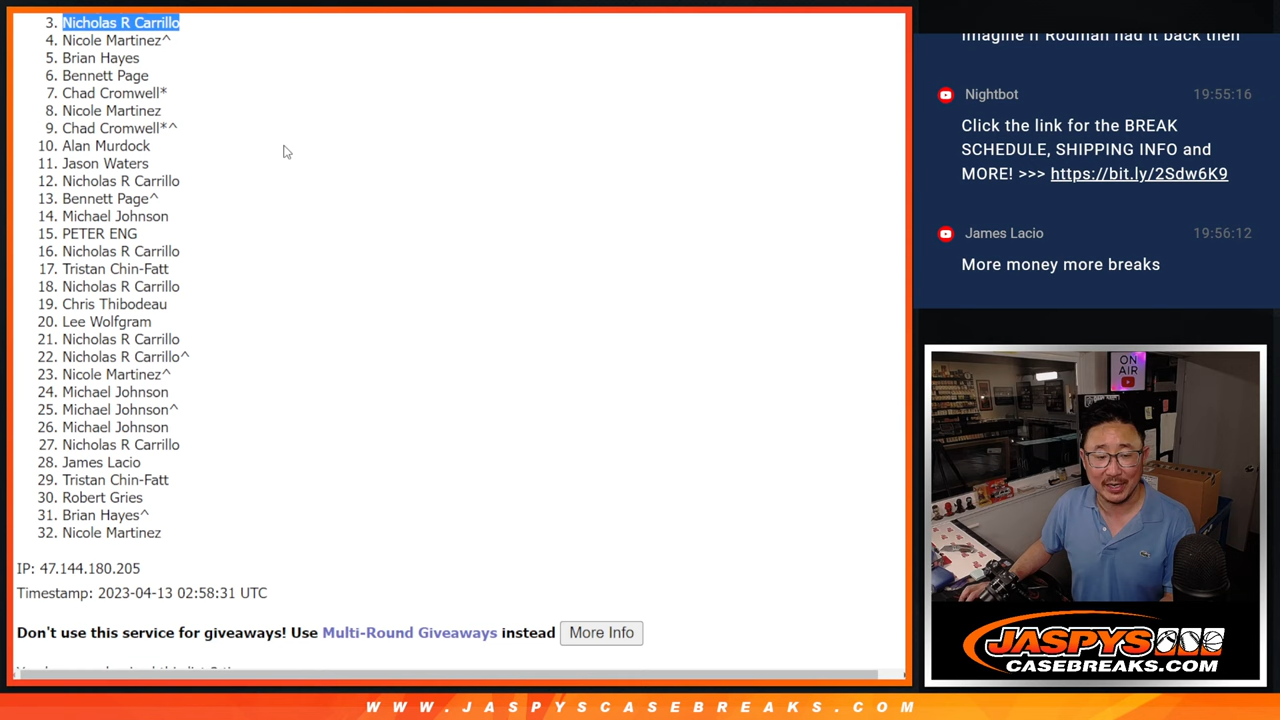 3. Nicholas R Carrillo
4. Nicole Martinez^
5. Brian Hayes
6. Bennett Page
7. Chad Cromwell*
8. Nicole Martinez
9. Chad Cromwell*^
10. Alan Murdock
11. Jason Waters
12. Nicholas R Carrillo
13. Bennett Page^
14. Michael Johnson
15. PETER ENG
16. Nicholas R Carrillo
17. Tristan Chin-Fatt
18. Nicholas R Carrillo
19. Chris Thibodeau
20. Lee Wolfgram
21. Nicholas R Carrillo
22. Nicholas R Carrillo^
23. Nicole Martinez^
24. Michael Johnson
25. Michael Johnson^
26. Michael Johnson
27. Nicholas R Carrillo
28. James Lacio
29. Tristan Chin-Fatt
30. Robert Gries
31. Brian Hayes^
32. Nicole Martinez
IP: 47.144.180.205
Timestamp: 2023-04-13 02:58:31 UTC
Don't use this service for giveaways! Use Multi-Round Giveaways instead More Info
Imagine if Rodman had it back then
Nightbot 19:55:16
Click the link for the BREAK
SCHEDULE, SHIPPING INFO and
MORE! >>> https://bit.ly/2Sdw6K9
James Lacio 19:56:12
More money more breaks
ON
AIR
JASPYS
CASEBREAKS.COM
WWW.JASPYSCASEBREAKS.COM